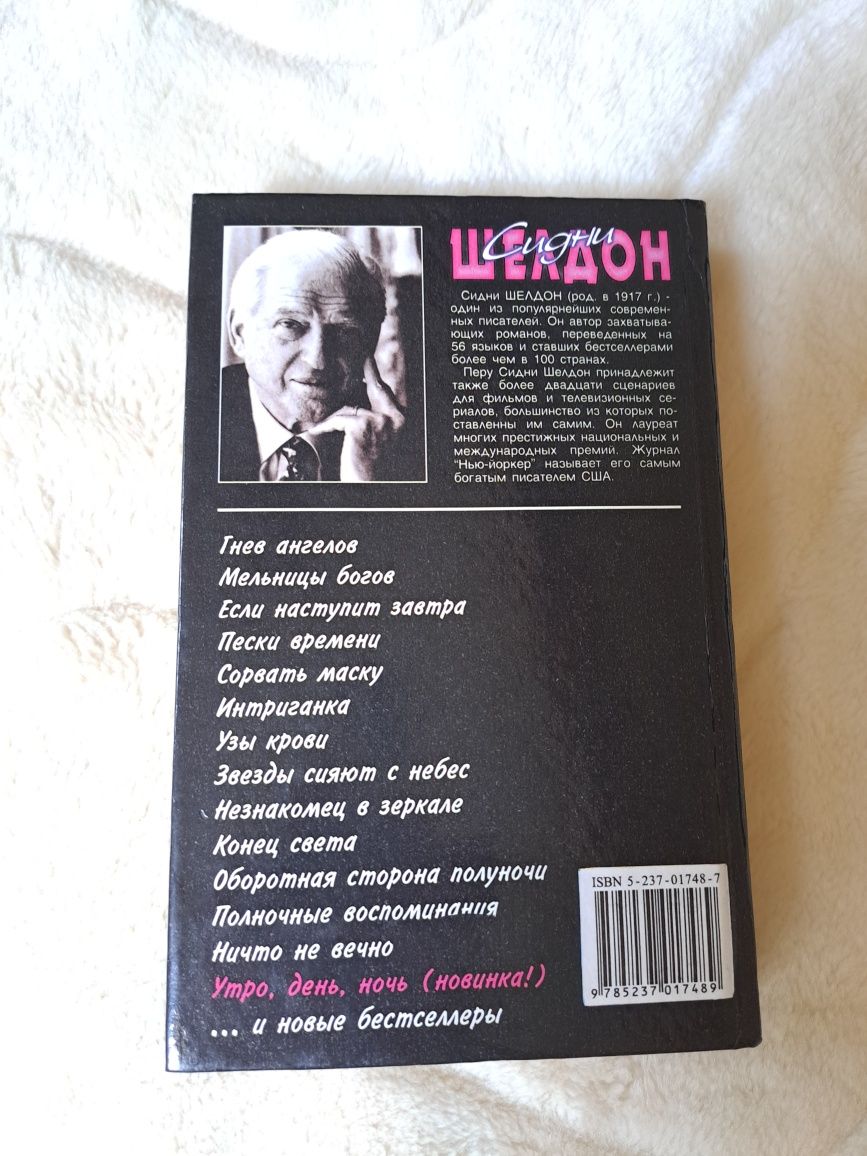 Сидни
ШЕЛДОН
Сидни ШЕЛДОН (род. в 1917 г.) -
один из популярнейших современ-
ных писателей. Он автор захватыва-
ющих романов, переведенных на
56 языков и ставших бестселлерами
более чем в 100 странах.
Перу Сидни Шелдон принадлежит
также более двадцати сценариев
для фильмов и телевизионных се-
риалов, большинство из которых по-
ставленны им самим. Он лауреат
многих престижных национальных и
международных премий. Журнал
"Нью-йоркер" называет его самым
богатым писателем США.
Гнев ангелов
Мельницы богов
Если наступит завтра
Пески времени
Сорвать маску
Интриганка
Узы крови
Звезды сияют с небес
Незнакомец в зеркале
Конец света
Оборотная сторона полуночи
Полночные воспоминания
Ничто не вечно
Утро, день, ночь (новинка!)
... и новые бестселлеры
ISBN 5-237-01748-7
9 785237 017489